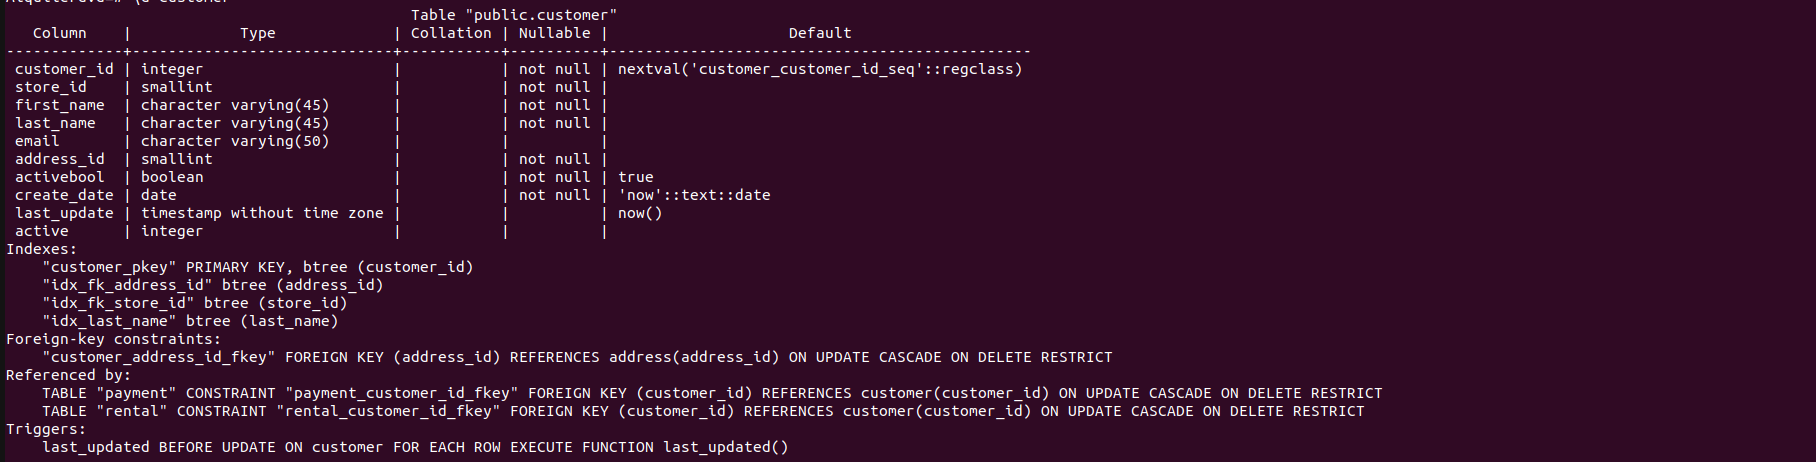 Table "public.customer"
   Column    |            Type             | Collation | Nullable |                    Default                    
-------------+-----------------------------+-----------+----------+-----------------------------------------------
 customer_id | integer                     |           | not null | nextval('customer_customer_id_seq'::regclass)
 store_id    | smallint                    |           | not null | 
 first_name  | character varying(45)       |           | not null | 
 last_name   | character varying(45)       |           | not null | 
 email       | character varying(50)       |           |          | 
 address_id  | smallint                    |           | not null | 
 activebool  | boolean                     |           | not null | true
 create_date | date                        |           | not null | 'now'::text::date
 last_update | timestamp without time zone |           |          | now()
 active      | integer                     |           |          | 
Indexes:
    "customer_pkey" PRIMARY KEY, btree (customer_id)
    "idx_fk_address_id" btree (address_id)
    "idx_fk_store_id" btree (store_id)
    "idx_last_name" btree (last_name)
Foreign-key constraints:
    "customer_address_id_fkey" FOREIGN KEY (address_id) REFERENCES address(address_id) ON UPDATE CASCADE ON DELETE RESTRICT
Referenced by:
    TABLE "payment" CONSTRAINT "payment_customer_id_fkey" FOREIGN KEY (customer_id) REFERENCES customer(customer_id) ON UPDATE CASCADE ON DELETE RESTRICT
    TABLE "rental" CONSTRAINT "rental_customer_id_fkey" FOREIGN KEY (customer_id) REFERENCES customer(customer_id) ON UPDATE CASCADE ON DELETE RESTRICT
Triggers:
    last_updated BEFORE UPDATE ON customer FOR EACH ROW EXECUTE FUNCTION last_updated()